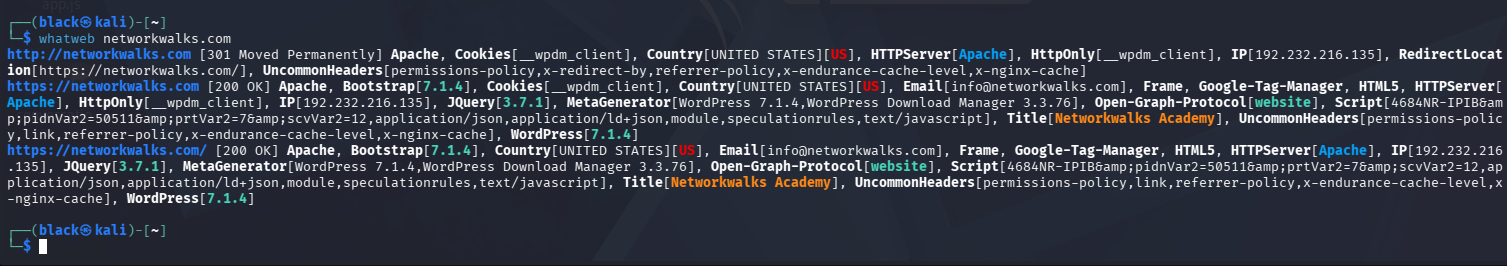 app.js
┌──(black㉿kali)-[~]
└─$ whatweb networkwalks.com
http://networkwalks.com [301 Moved Permanently] Apache, Cookies[__wpdm_client], Country[UNITED STATES][US], HTTPServer[Apache], HttpOnly[__wpdm_client], IP[192.232.216.135], RedirectLocat
ion[https://networkwalks.com/], UncommonHeaders[permissions-policy,x-redirect-by,referrer-policy,x-endurance-cache-level,x-nginx-cache]
https://networkwalks.com [200 OK] Apache, Bootstrap[7.1.4], Cookies[__wpdm_client], Country[UNITED STATES][US], Email[info@networkwalks.com], Frame, Google-Tag-Manager, HTML5, HTTPServer[
Apache], HttpOnly[__wpdm_client], IP[192.232.216.135], JQuery[3.7.1], MetaGenerator[WordPress 7.1.4,WordPress Download Manager 3.3.76], Open-Graph-Protocol[website], Script[4684NR-IPIB&a
mp;pidnVar2=50511&amp;prtVar2=7&amp;scvVar2=12,application/json,application/ld+json,module,speculationrules,text/javascript], Title[Networkwalks Academy], UncommonHeaders[permissions-polic
y,link,referrer-policy,x-endurance-cache-level,x-nginx-cache], WordPress[7.1.4]
https://networkwalks.com/ [200 OK] Apache, Bootstrap[7.1.4], Country[UNITED STATES][US], Email[info@networkwalks.com], Frame, Google-Tag-Manager, HTML5, HTTPServer[Apache], IP[192.232.216
.135], JQuery[3.7.1], MetaGenerator[WordPress 7.1.4,WordPress Download Manager 3.3.76], Open-Graph-Protocol[website], Script[4684NR-IPIB&amp;pidnVar2=50511&amp;prtVar2=7&amp;scvVar2=12,ap
plication/json,application/ld+json,module,speculationrules,text/javascript], Title[Networkwalks Academy], UncommonHeaders[permissions-policy,link,referrer-policy,x-endurance-cache-level,x
-nginx-cache], WordPress[7.1.4]
┌──(black㉿kali)-[~]
└─$